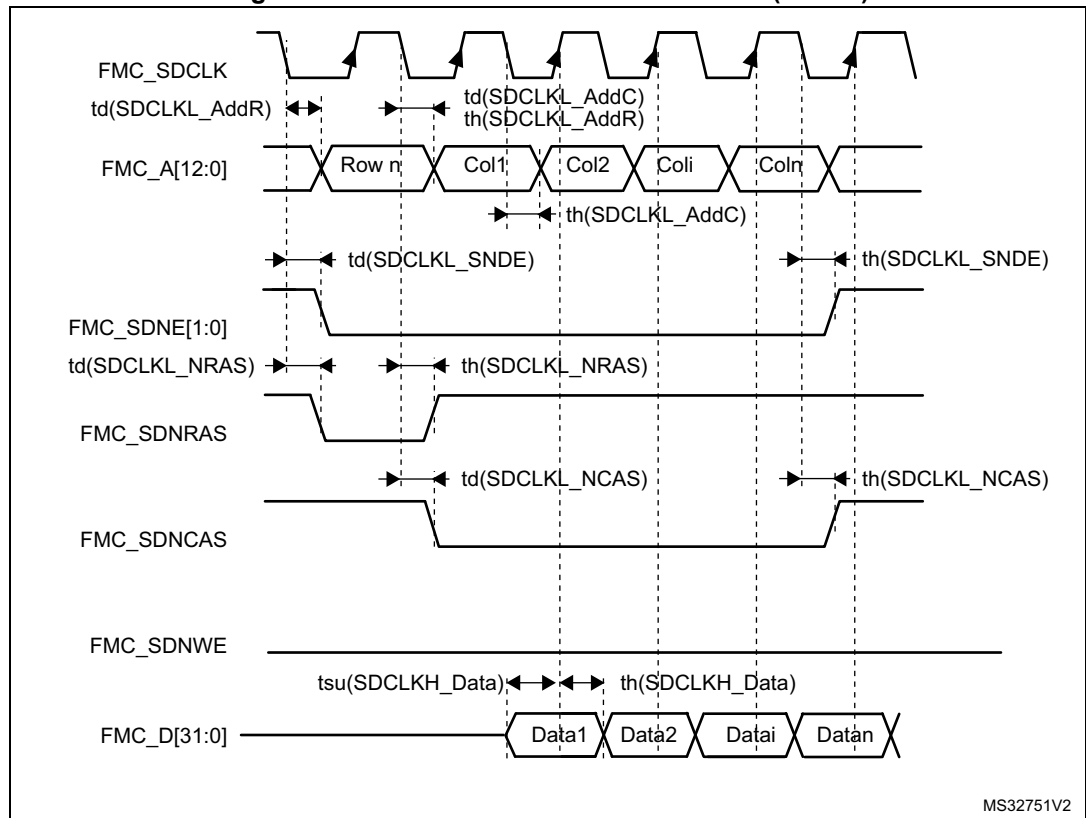 FMC_SDCLK
td(SDCLKL_AddR)
td(SDCLKL_AddC)
th(SDCLKL_AddR)
FMC_A[12:0]
Row n
Col1
Col2
Coli
Coln
th(SDCLKL_AddC)
td(SDCLKL_SNDE)
th(SDCLKL_SNDE)
FMC_SDNE[1:0]
td(SDCLKL_NRAS)
th(SDCLKL_NRAS)
FMC_SDNRAS
td(SDCLKL_NCAS)
th(SDCLKL_NCAS)
FMC_SDNCAS
FMC_SDNWE
tsu(SDCLKH_Data)
th(SDCLKH_Data)
FMC_D[31:0]
Data1
Data2
Datai
Datan
MS32751V2